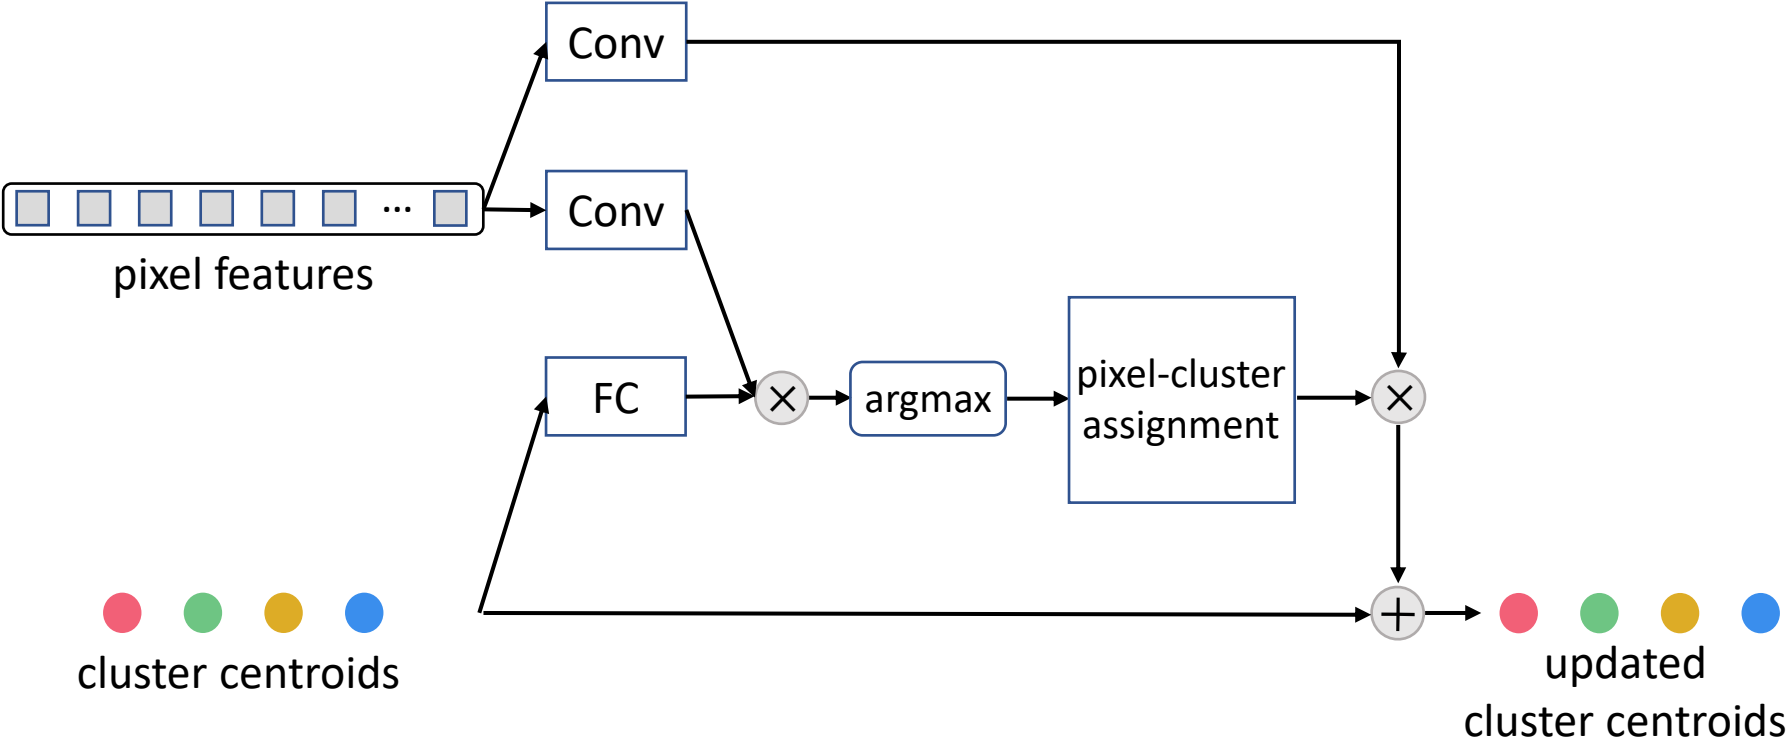 Conv
...
pixel features
Conv
FC
argmax
pixel-cluster
assignment
cluster centroids
updated
cluster centroids